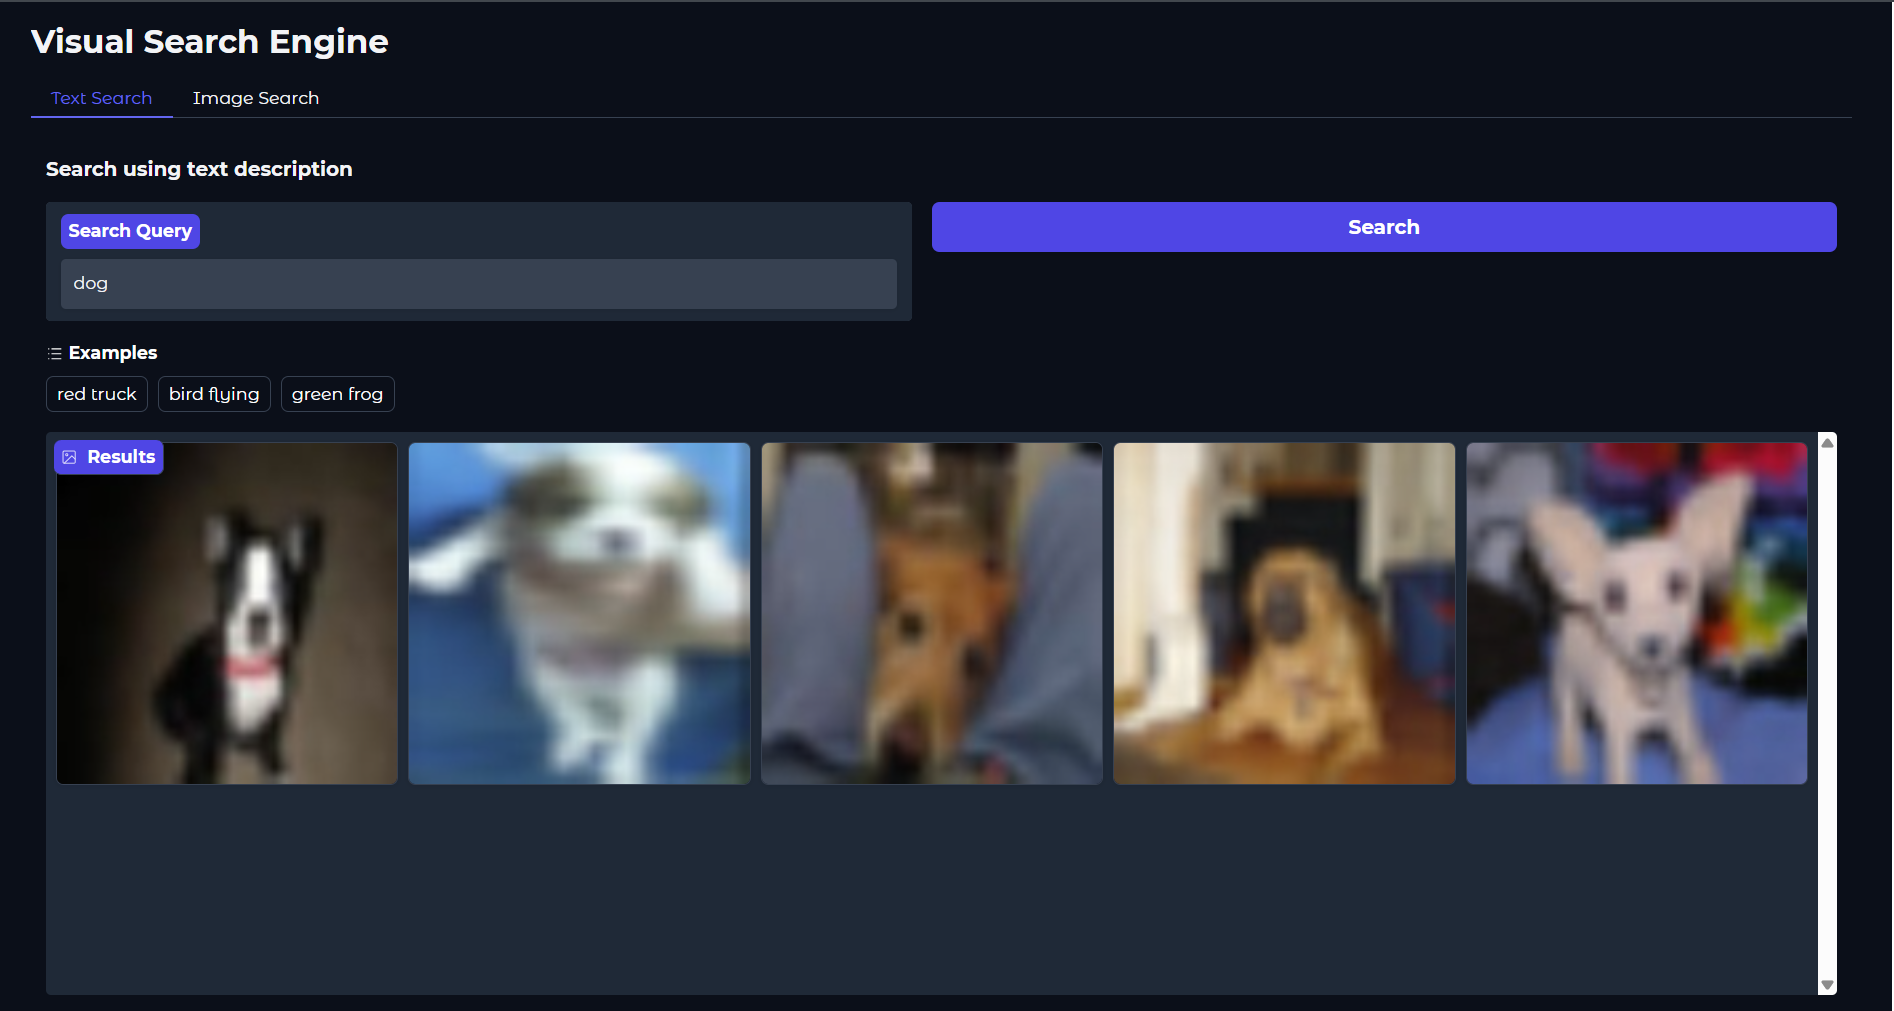 Visual Search Engine
Text Search
Image Search
Search using text description
Search Query
dog
Search
Examples
red truck
bird flying
green frog
Results